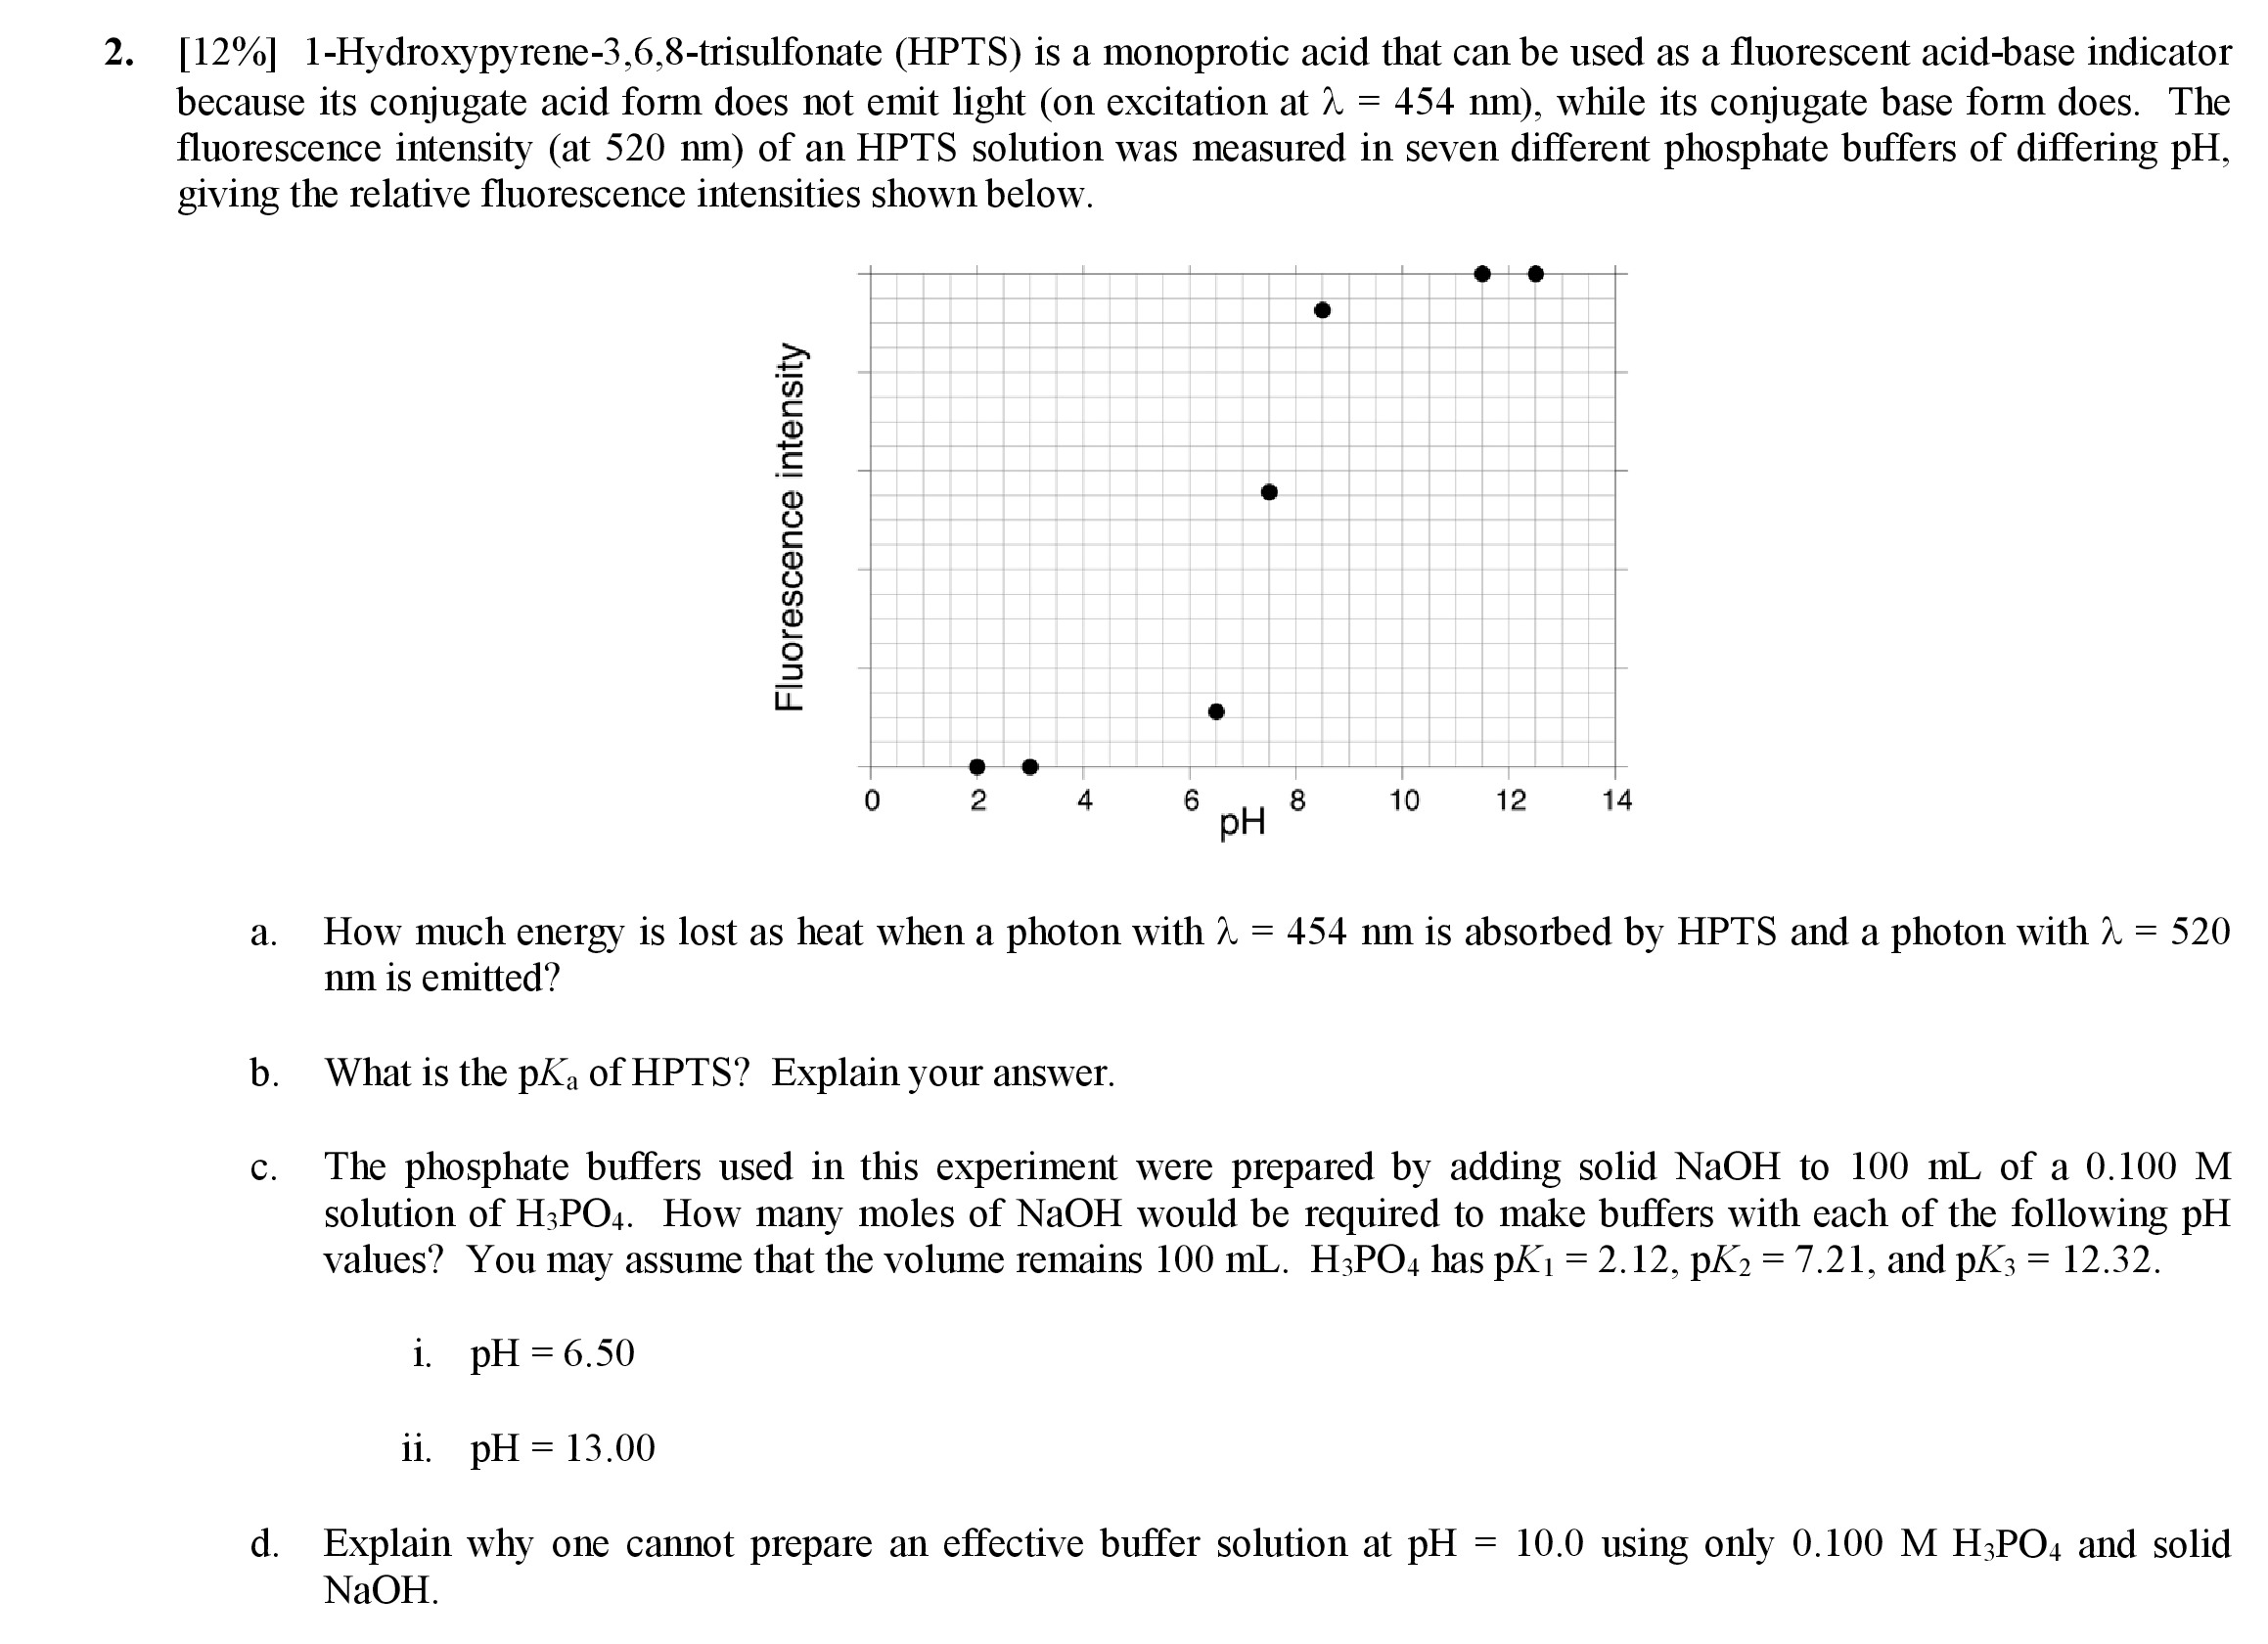 2. [12%] 1-Hydroxypyrene-3,6,8-trisulfonate (HPTS) is a monoprotic acid that can be used as a fluorescent acid-base indicator
because its conjugate acid form does not emit light (on excitation at λ = 454 nm), while its conjugate base form does. The
fluorescence intensity (at 520 nm) of an HPTS solution was measured in seven different phosphate buffers of differing pH,
giving the relative fluorescence intensities shown below.
Fluorescence intensity
0 2 4 6 8 10 12 14
pH
a. How much energy is lost as heat when a photon with λ = 454 nm is absorbed by HPTS and a photon with λ = 520
nm is emitted?
b. What is the pKₐ of HPTS? Explain your answer.
c. The phosphate buffers used in this experiment were prepared by adding solid NaOH to 100 mL of a 0.100 M
solution of H₃PO₄. How many moles of NaOH would be required to make buffers with each of the following pH
values? You may assume that the volume remains 100 mL. H₃PO₄ has pK₁ = 2.12, pK₂ = 7.21, and pK₃ = 12.32.
i. pH = 6.50
ii. pH = 13.00
d. Explain why one cannot prepare an effective buffer solution at pH = 10.0 using only 0.100 M H₃PO₄ and solid
NaOH.